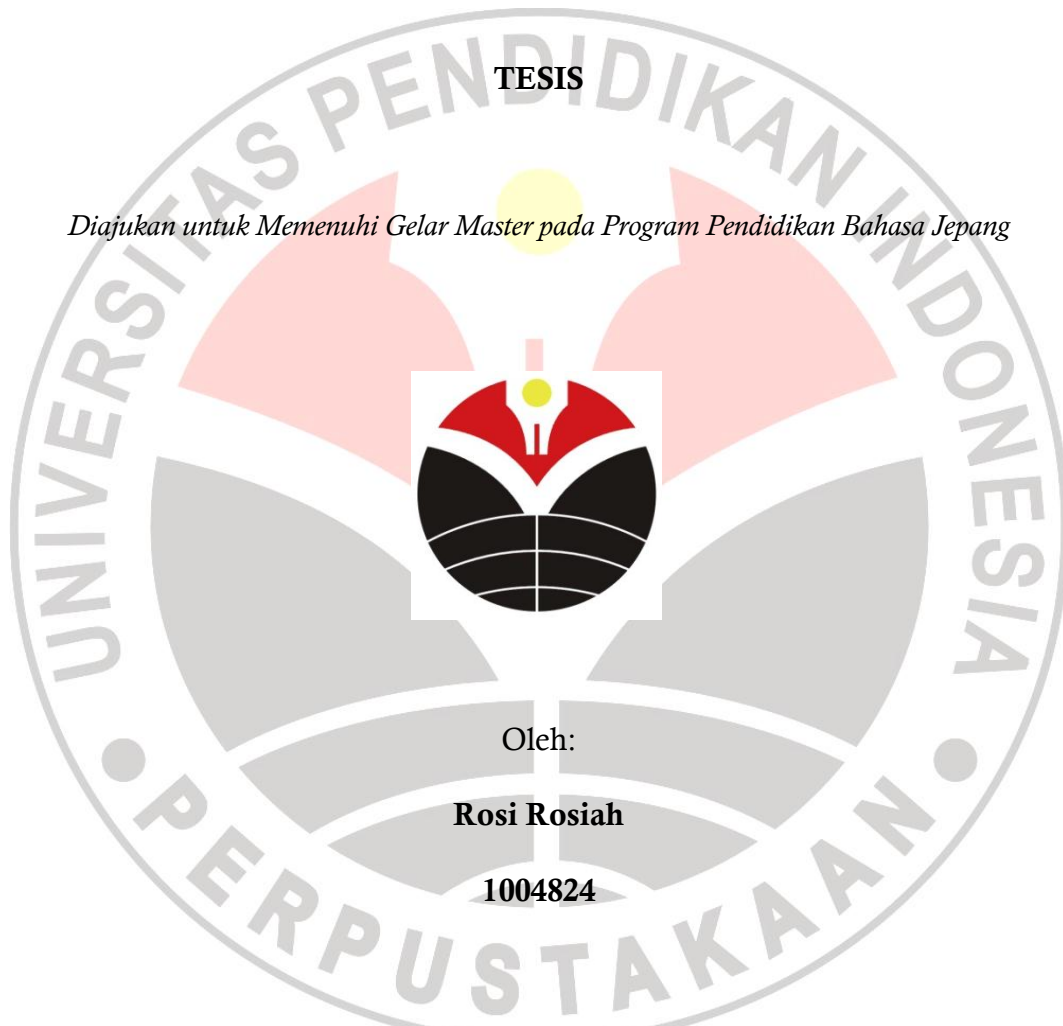 UNIVERSITAS PENDIDIKAN INDONESIA
TESIS
Diajukan untuk Memenuhi Gelar Master pada Program Pendidikan Bahasa Jepang
Oleh:
Rosi Rosiah
1004824
PERPUSTAKAAN